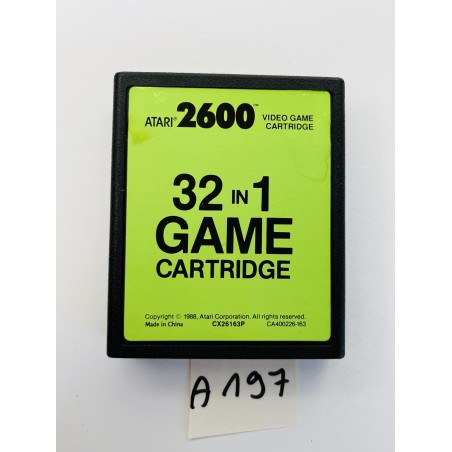 ATARI® 2600™ VIDEO GAME CARTRIDGE
32 IN 1
GAME
CARTRIDGE
Copyright © 1988, Atari Corporation. All rights reserved.
Made in China CX26163P CA400226-163
A197